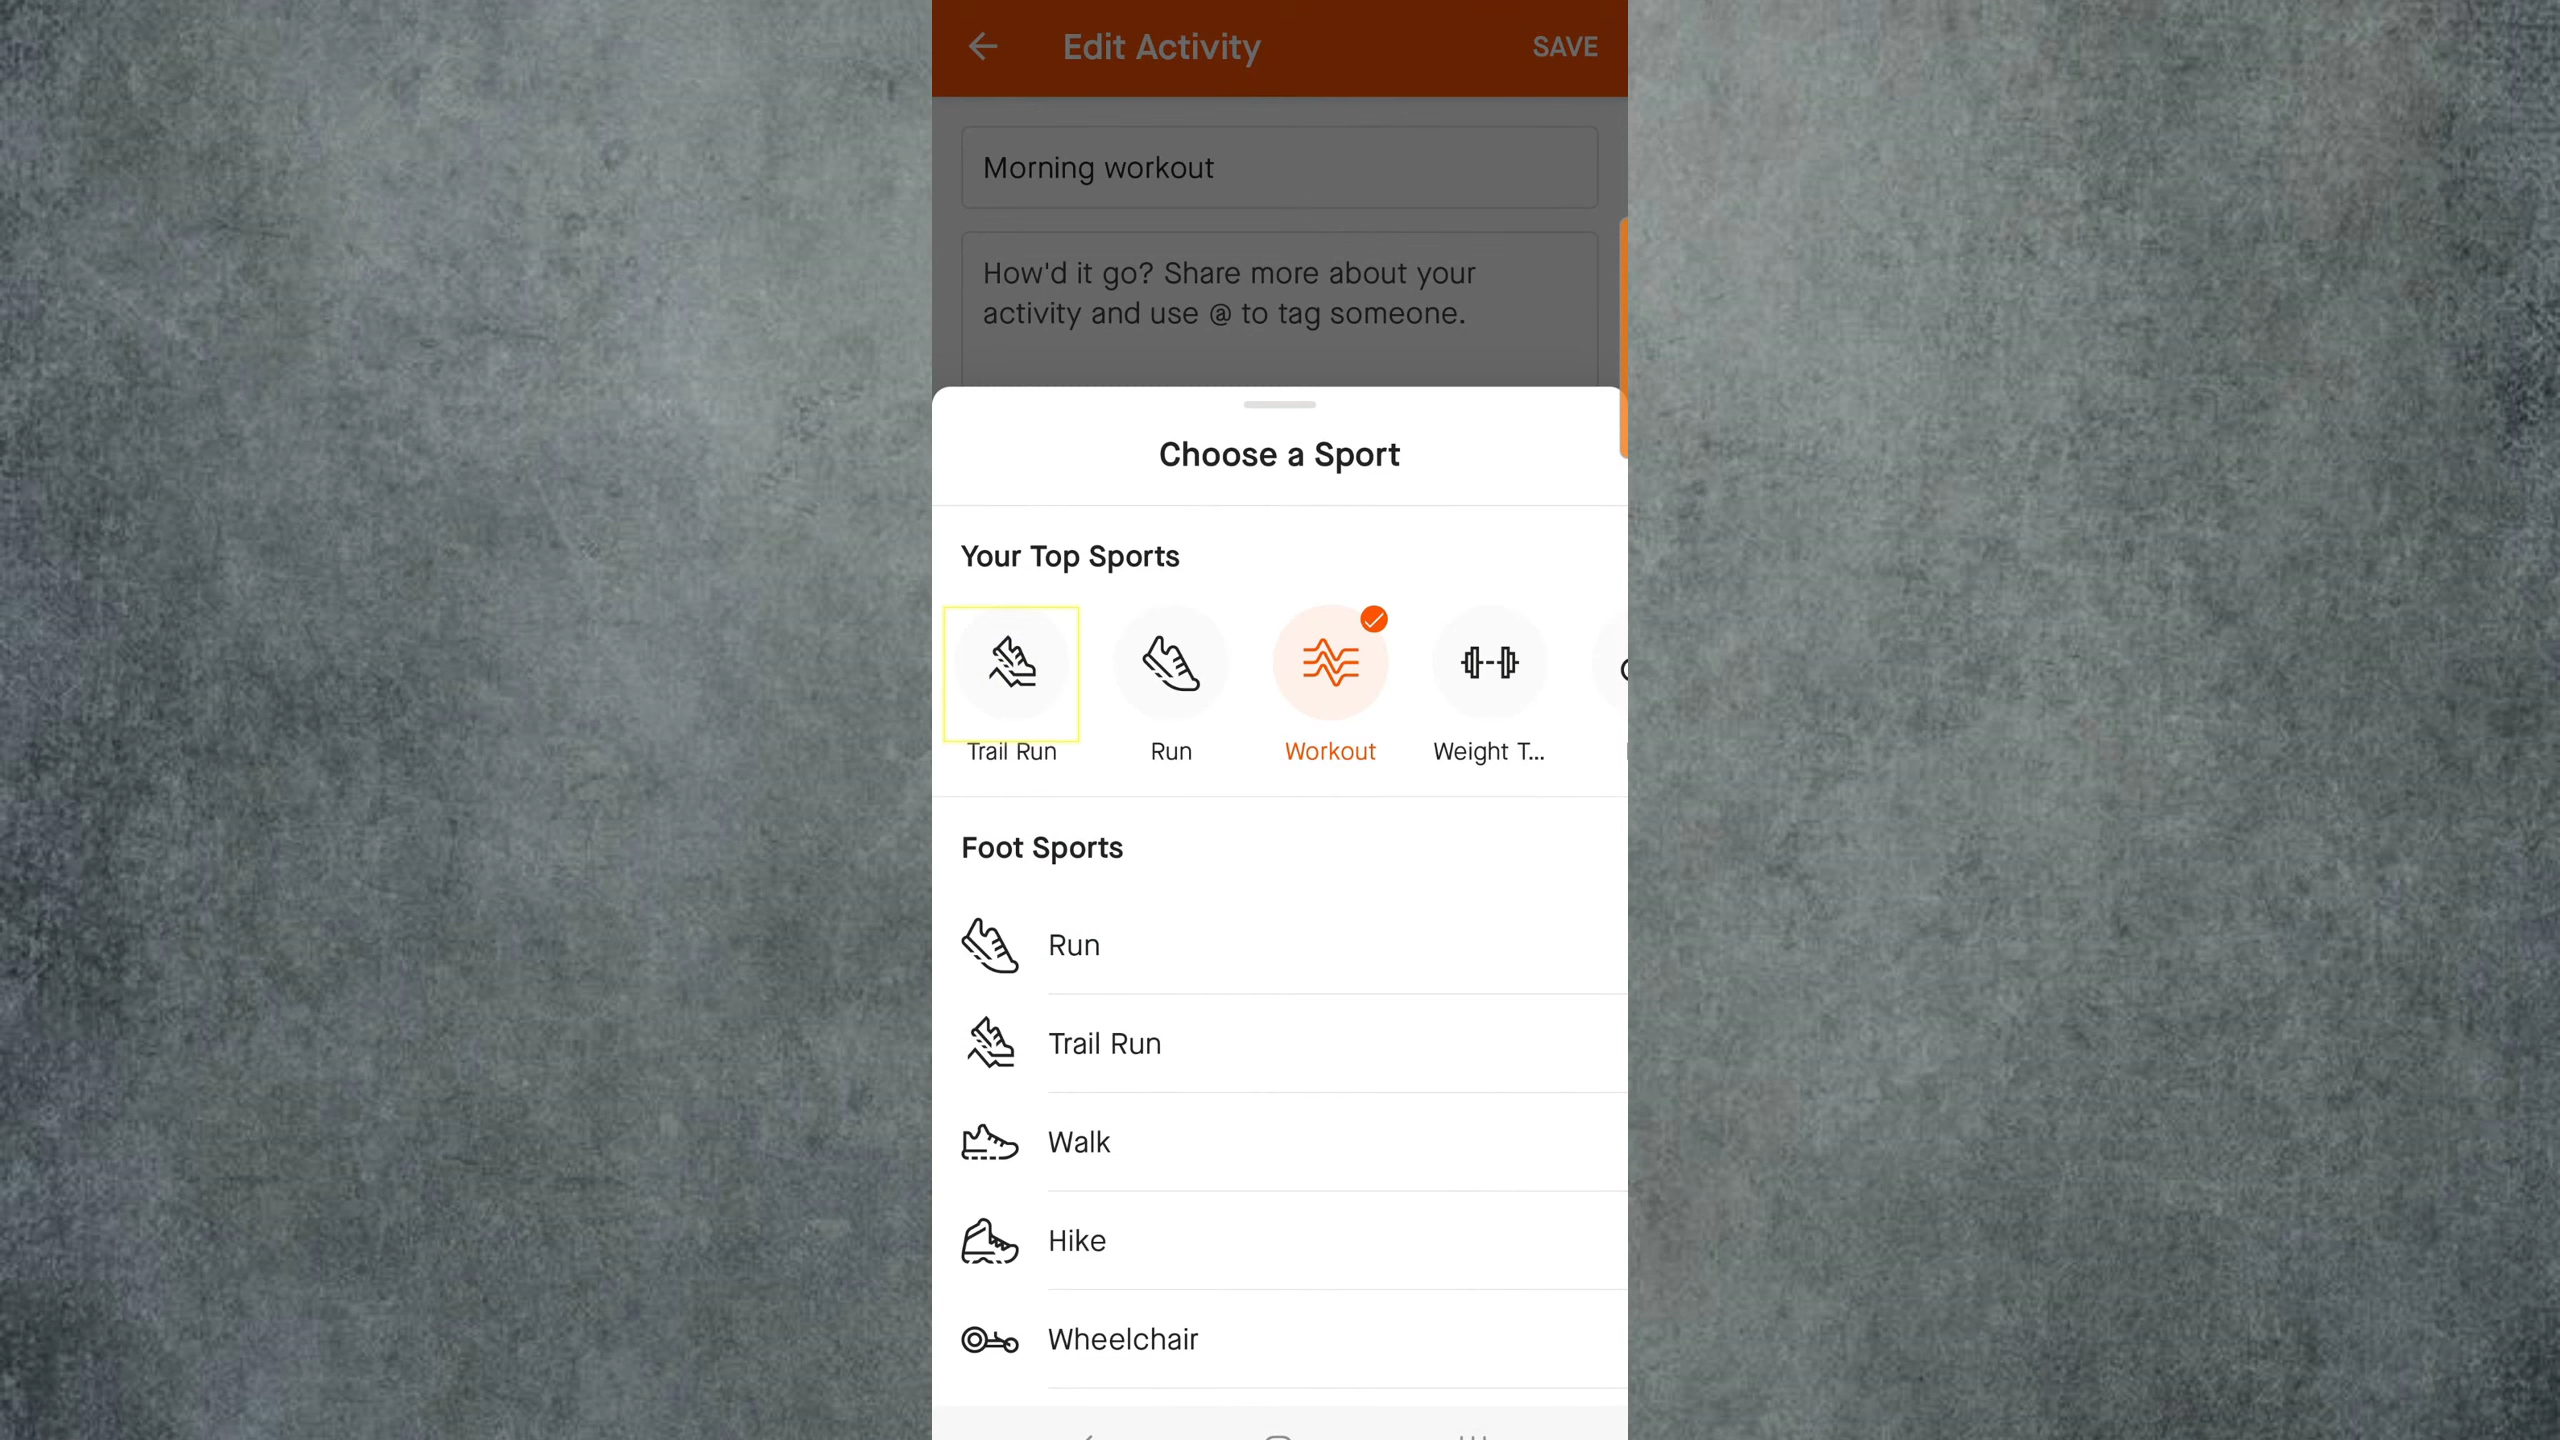 Edit Activity
SAVE
Morning workout
How'd it go? Share more about your
activity and use @ to tag someone.
Choose a Sport
Your Top Sports
Trail Run
Run
Workout
Weight T...
Foot Sports
Run
Trail Run
Walk
Hike
Wheelchair